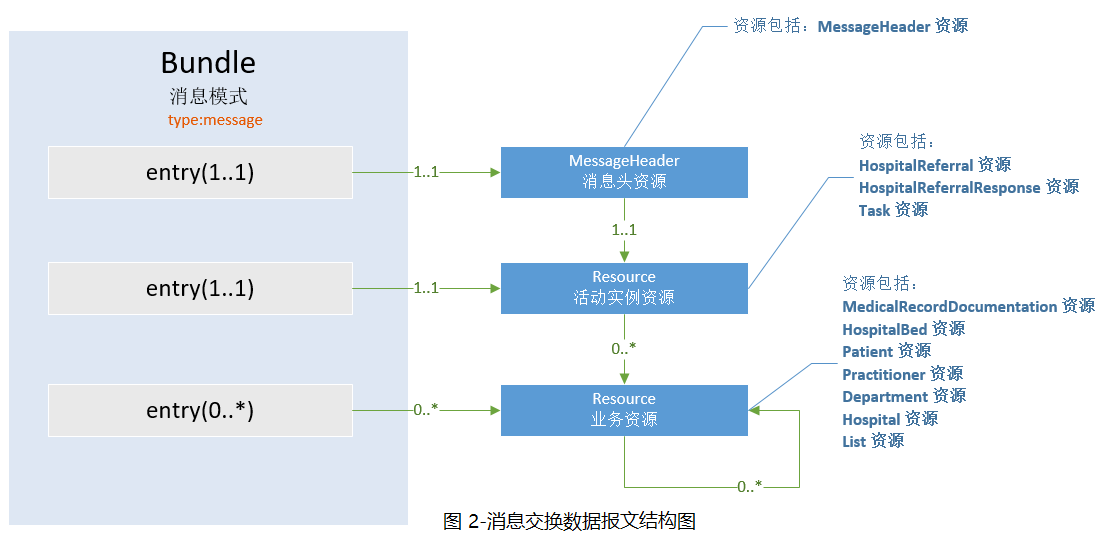 资源包括：MessageHeader 资源
Bundle
消息模式
type:message
entry(1..1)
1..1
MessageHeader
消息头资源
1..1
资源包括：
HospitalReferral 资源
HospitalReferralResponse 资源
Task 资源
entry(1..1)
1..1
Resource
活动实例资源
0..*
资源包括：
MedicalRecordDocumentation 资源
HospitalBed 资源
Patient 资源
Practitioner 资源
Department 资源
Hospital 资源
List 资源
entry(0..*)
0..*
Resource
业务资源
0..*
图 2-消息交换数据报文结构图